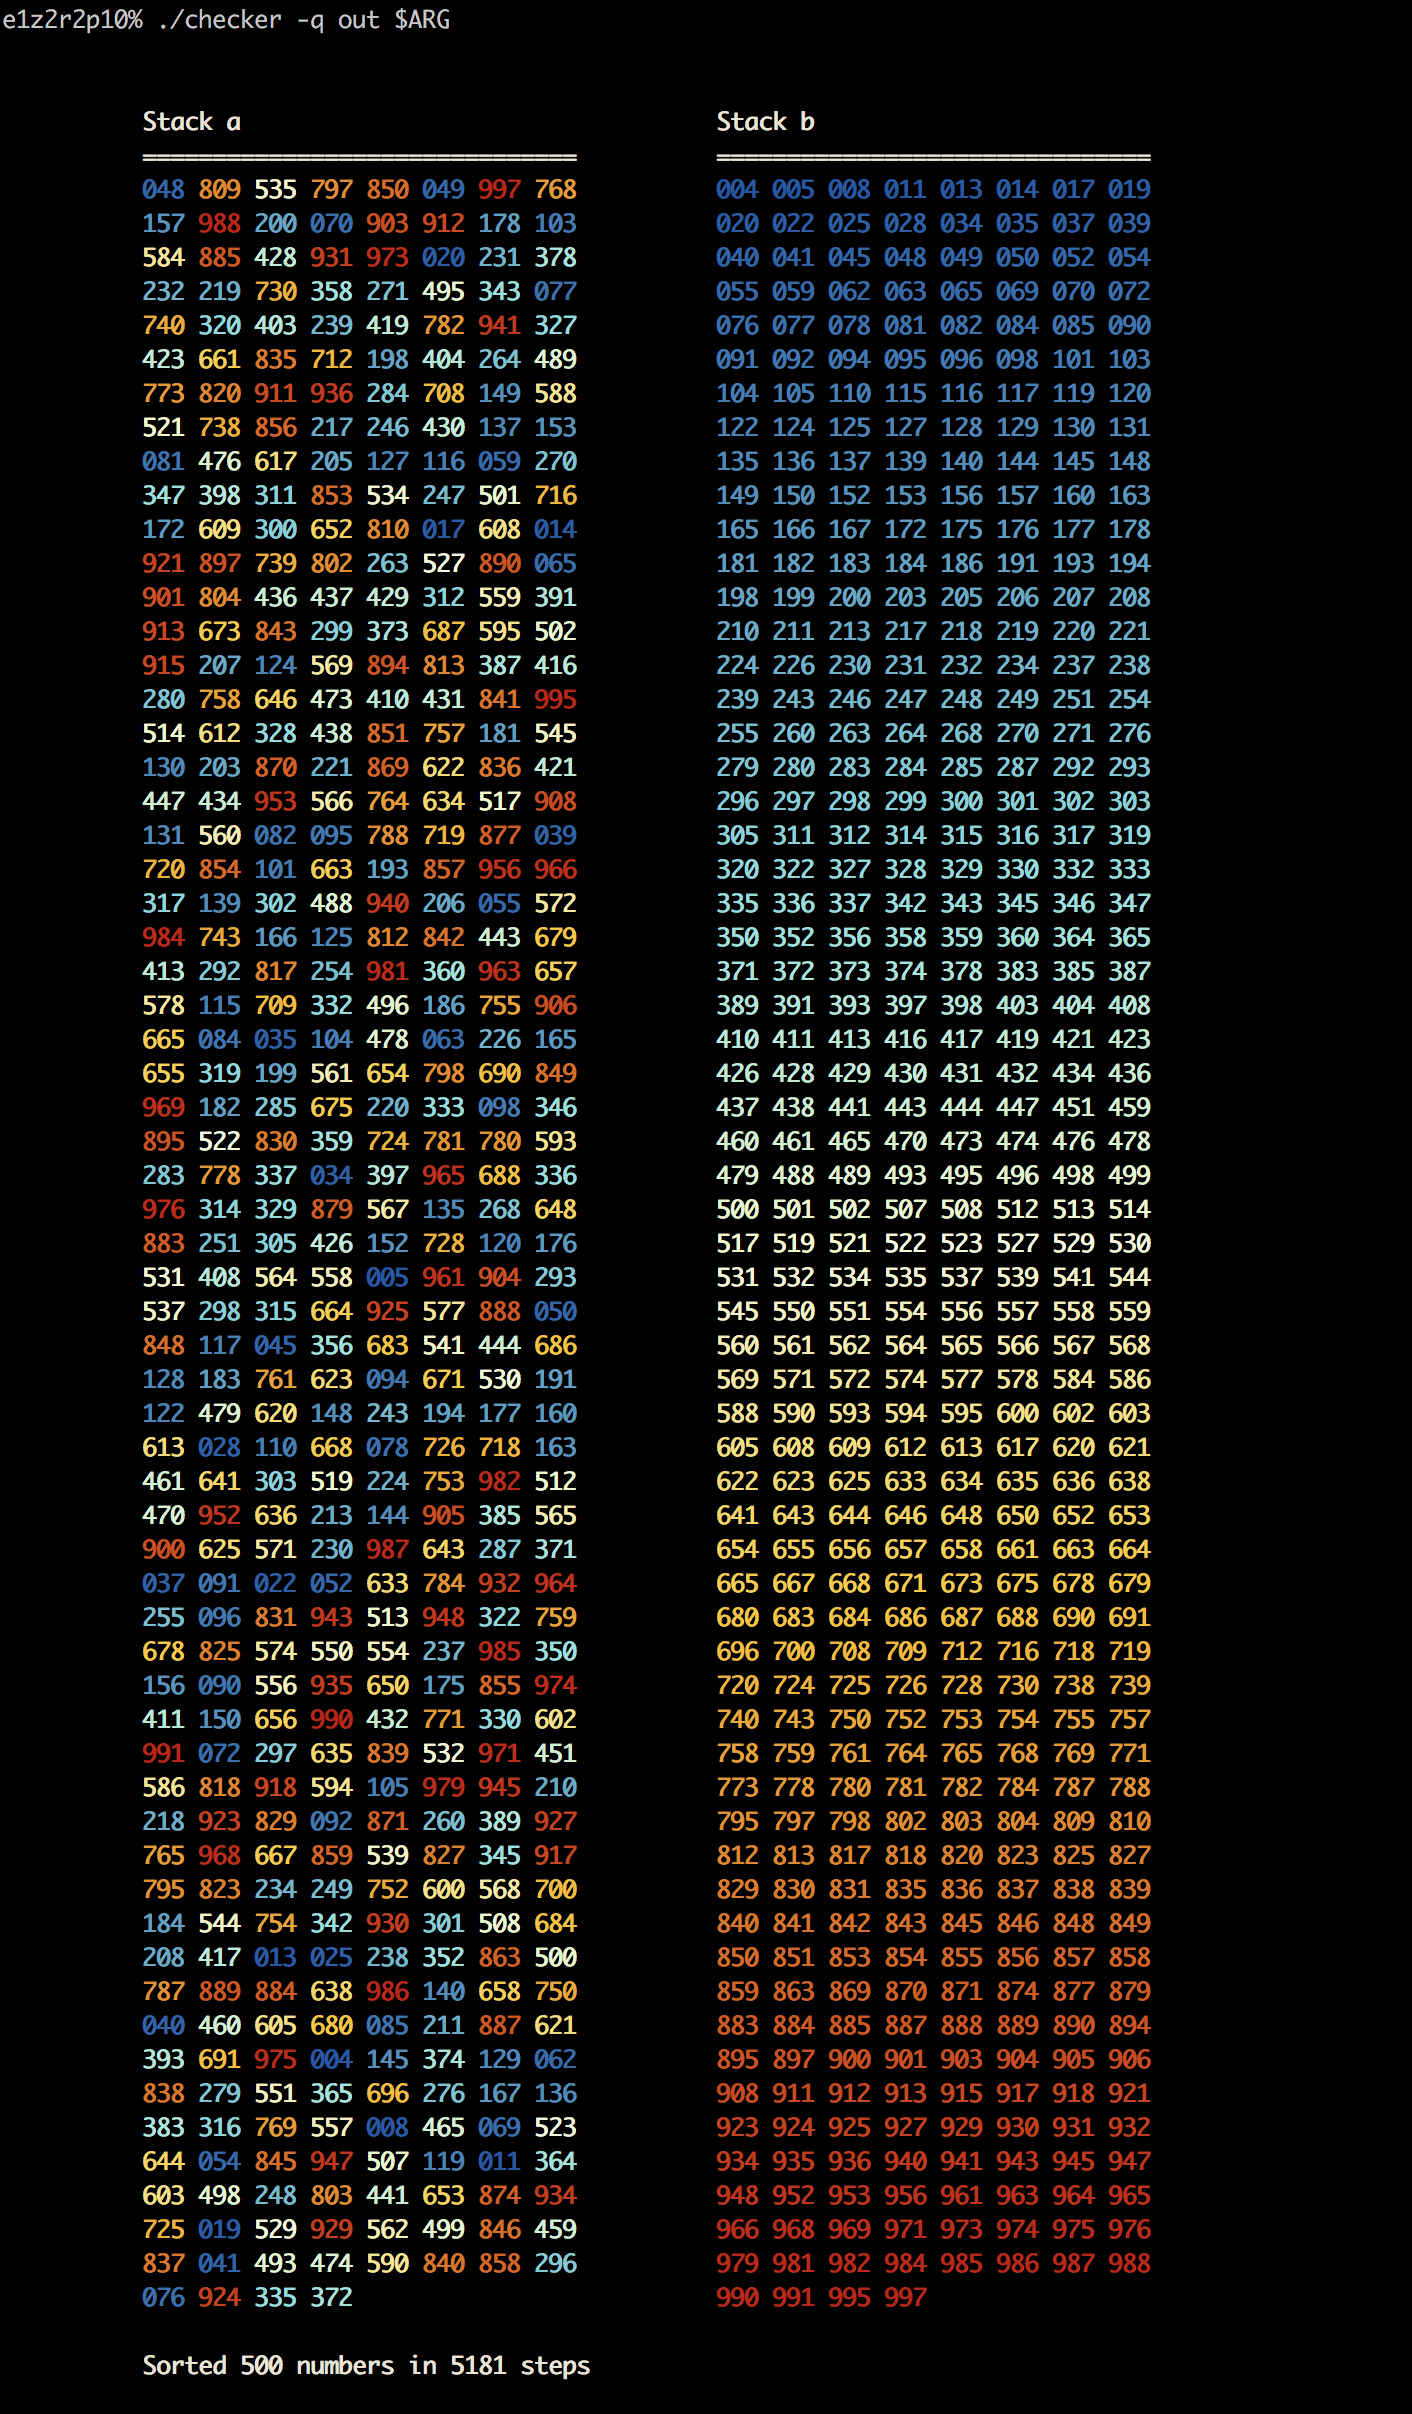 e1z2r2p10% ./checker -q out $ARG
Stack a Stack b
=============================== ===============================
048 809 535 797 850 049 997 768 004 005 008 011 013 014 017 019
157 988 200 070 903 912 178 103 020 022 025 028 034 035 037 039
584 885 428 931 973 020 231 378 040 041 045 048 049 050 052 054
232 219 730 358 271 495 343 077 055 059 062 063 065 069 070 072
740 320 403 239 419 782 941 327 076 077 078 081 082 084 085 090
423 661 835 712 198 404 264 489 091 092 094 095 096 098 101 103
773 820 911 936 284 708 149 588 104 105 110 115 116 117 119 120
521 738 856 217 246 430 137 153 122 124 125 127 128 129 130 131
081 476 617 205 127 116 059 270 135 136 137 139 140 144 145 148
347 398 311 853 534 247 501 716 149 150 152 153 156 157 160 163
172 609 300 652 810 017 608 014 165 166 167 172 175 176 177 178
921 897 739 802 263 527 890 065 181 182 183 184 186 191 193 194
901 804 436 437 429 312 559 391 198 199 200 203 205 206 207 208
913 673 843 299 373 687 595 502 210 211 213 217 218 219 220 221
915 207 124 569 894 813 387 416 224 226 230 231 232 234 237 238
280 758 646 473 410 431 841 995 239 243 246 247 248 249 251 254
514 612 328 438 851 757 181 545 255 260 263 264 268 270 271 276
130 203 870 221 869 622 836 421 279 280 283 284 285 287 292 293
447 434 953 566 764 634 517 908 296 297 298 299 300 301 302 303
131 560 082 095 788 719 877 039 305 311 312 314 315 316 317 319
720 854 101 663 193 857 956 966 320 322 327 328 329 330 332 333
317 139 302 488 940 206 055 572 335 336 337 342 343 345 346 347
984 743 166 125 812 842 443 679 350 352 356 358 359 360 364 365
413 292 817 254 981 360 963 657 371 372 373 374 378 383 385 387
578 115 709 332 496 186 755 906 389 391 393 397 398 403 404 408
665 084 035 104 478 063 226 165 410 411 413 416 417 419 421 423
655 319 199 561 654 798 690 849 426 428 429 430 431 432 434 436
969 182 285 675 220 333 098 346 437 438 441 443 444 447 451 459
895 522 830 359 724 781 780 593 460 461 465 470 473 474 476 478
283 778 337 034 397 965 688 336 479 488 489 493 495 496 498 499
976 314 329 879 567 135 268 648 500 501 502 507 508 512 513 514
883 251 305 426 152 728 120 176 517 519 521 522 523 527 529 530
531 408 564 558 005 961 904 293 531 532 534 535 537 539 541 544
537 298 315 664 925 577 888 050 545 550 551 554 556 557 558 559
848 117 045 356 683 541 444 686 560 561 562 564 565 566 567 568
128 183 761 623 094 671 530 191 569 571 572 574 577 578 584 586
122 479 620 148 243 194 177 160 588 590 593 594 595 600 602 603
613 028 110 668 078 726 718 163 605 608 609 612 613 617 620 621
461 641 303 519 224 753 982 512 622 623 625 633 634 635 636 638
470 952 636 213 144 905 385 565 641 643 644 646 648 650 652 653
900 625 571 230 987 643 287 371 654 655 656 657 658 661 663 664
037 091 022 052 633 784 932 964 665 667 668 671 673 675 678 679
255 096 831 943 513 948 322 759 680 683 684 686 687 688 690 691
678 825 574 550 554 237 985 350 696 700 708 709 712 716 718 719
156 090 556 935 650 175 855 974 720 724 725 726 728 730 738 739
411 150 656 990 432 771 330 602 740 743 750 752 753 754 755 757
991 072 297 635 839 532 971 451 758 759 761 764 765 768 769 771
586 818 918 594 105 979 945 210 773 778 780 781 782 784 787 788
218 923 829 092 871 260 389 927 795 797 798 802 803 804 809 810
765 968 667 859 539 827 345 917 812 813 817 818 820 823 825 827
795 823 234 249 752 600 568 700 829 830 831 835 836 837 838 839
184 544 754 342 930 301 508 684 840 841 842 843 845 846 848 849
208 417 013 025 238 352 863 500 850 851 853 854 855 856 857 858
787 889 884 638 986 140 658 750 859 863 869 870 871 874 877 879
040 460 605 680 085 211 887 621 883 884 885 887 888 889 890 894
393 691 975 004 145 374 129 062 895 897 900 901 903 904 905 906
838 279 551 365 696 276 167 136 908 911 912 913 915 917 918 921
383 316 769 557 008 465 069 523 923 924 925 927 929 930 931 932
644 054 845 947 507 119 011 364 934 935 936 940 941 943 945 947
603 498 248 803 441 653 874 934 948 952 953 956 961 963 964 965
725 019 529 929 562 499 846 459 966 968 969 971 973 974 975 976
837 041 493 474 590 840 858 296 979 981 982 984 985 986 987 988
076 924 335 372 990 991 995 997
Sorted 500 numbers in 5181 steps